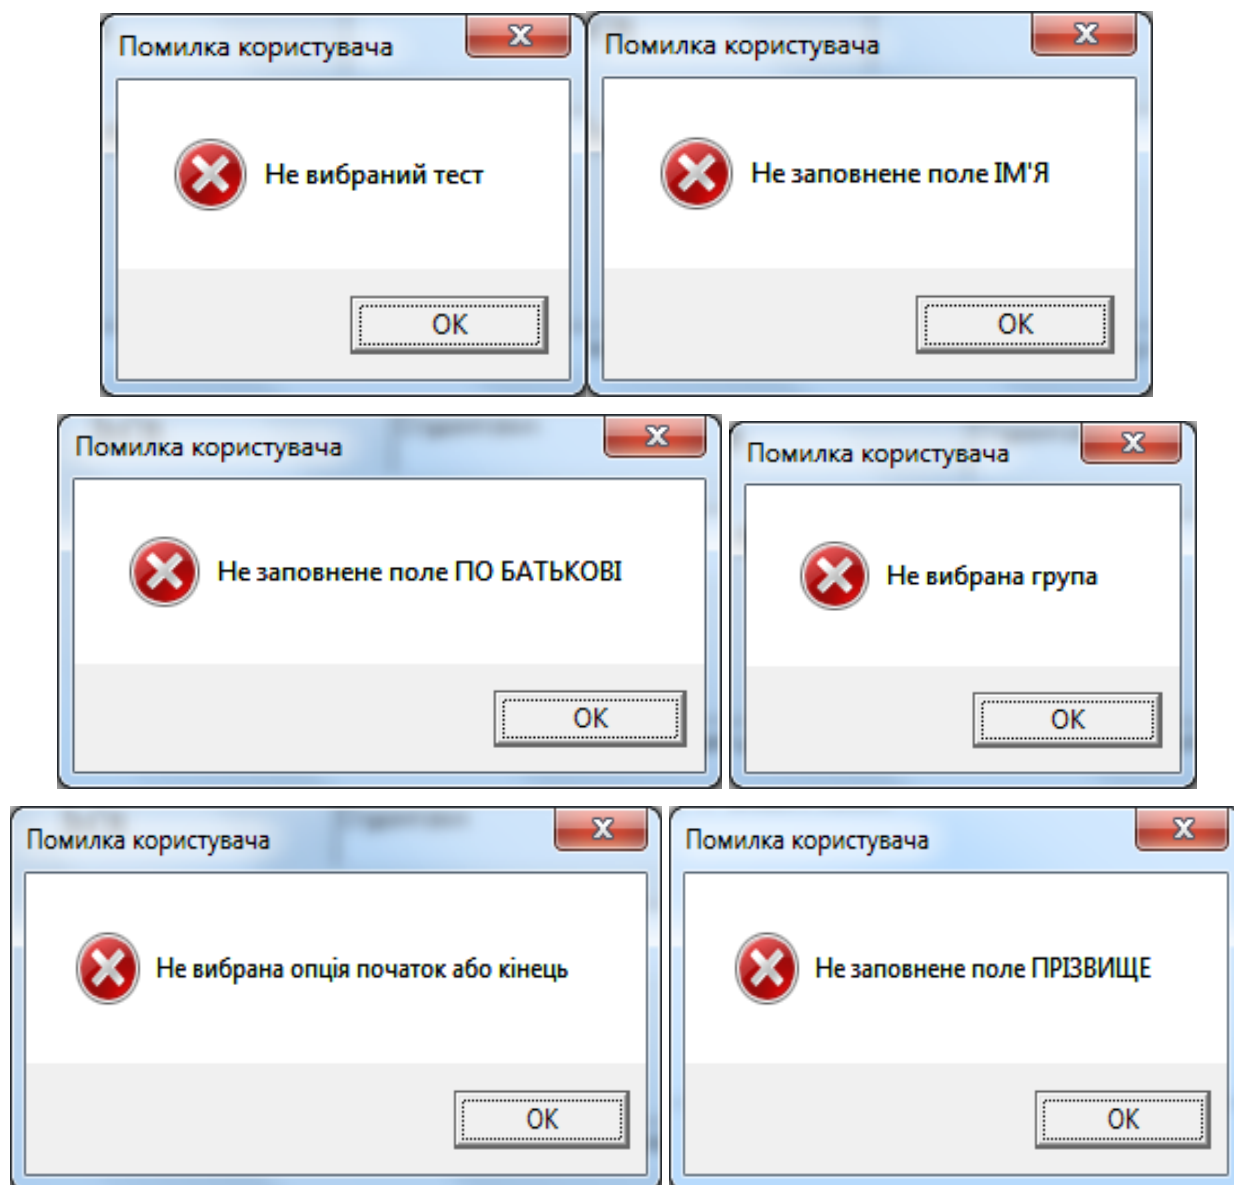 Помилка користувача
Не вибраний тест
OK
Помилка користувача
Не заповнене поле ІМ'Я
OK
Помилка користувача
Не заповнене поле ПО БАТЬКОВІ
OK
Помилка користувача
Не вибрана група
OK
Помилка користувача
Не вибрана опція початок або кінець
OK
Помилка користувача
Не заповнене поле ПРІЗВИЩЕ
OK